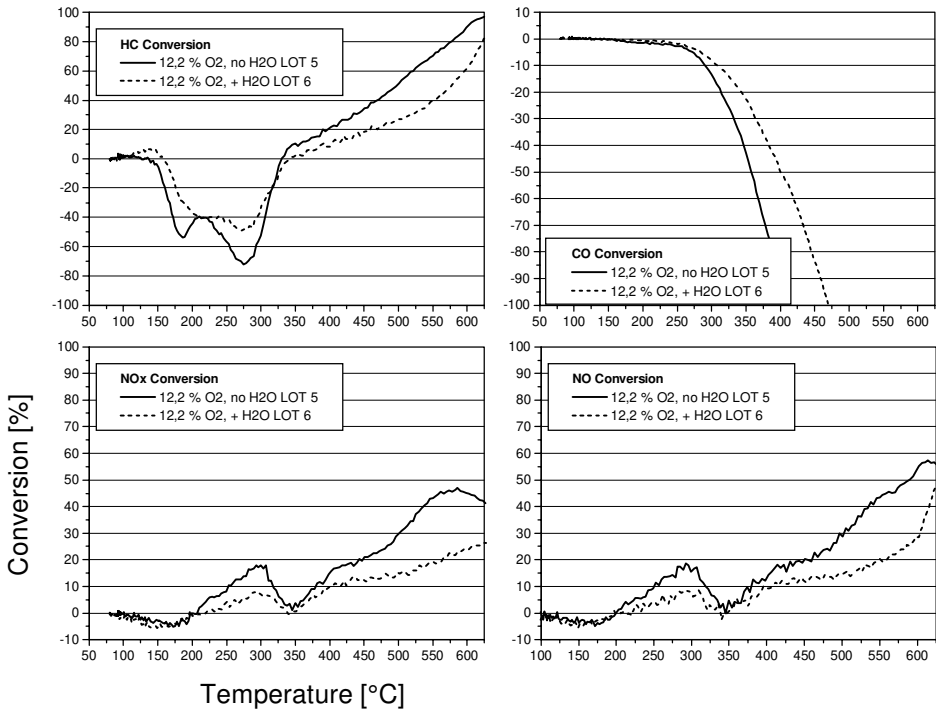 HC Conversion
12,2 % O2, no H2O LOT 5
12,2 % O2, + H2O LOT 6
100
80
60
40
20
0
-20
-40
-60
-80
-100
50 100 150 200 250 300 350 400 450 500 550 600
10
0
-10
-20
-30
-40
-50
-60
-70
-80
-90
-100
CO Conversion
12,2 % O2, no H2O LOT 5
12,2 % O2, + H2O LOT 6
50 100 150 200 250 300 350 400 450 500 550 600
NOx Conversion
12,2 % O2, no H2O LOT 5
12,2 % O2, + H2O LOT 6
100
90
80
70
60
50
40
30
20
10
0
-10
50 100 150 200 250 300 350 400 450 500 550 600
NO Conversion
12,2 % O2, no H2O LOT 5
12,2 % O2, + H2O LOT 6
100
90
80
70
60
50
40
30
20
10
0
-10
100 150 200 250 300 350 400 450 500 550 600
Conversion [%]
Temperature [°C]